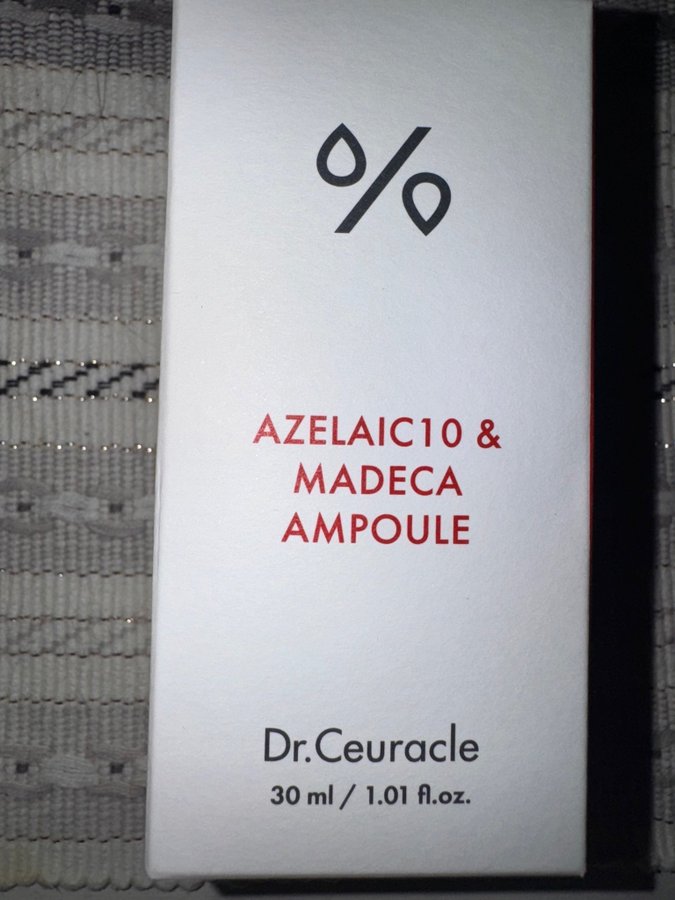 %
AZELAIC10 &
MADECA
AMPOULE
Dr.Ceuracle
30 ml / 1.01 fl.oz.